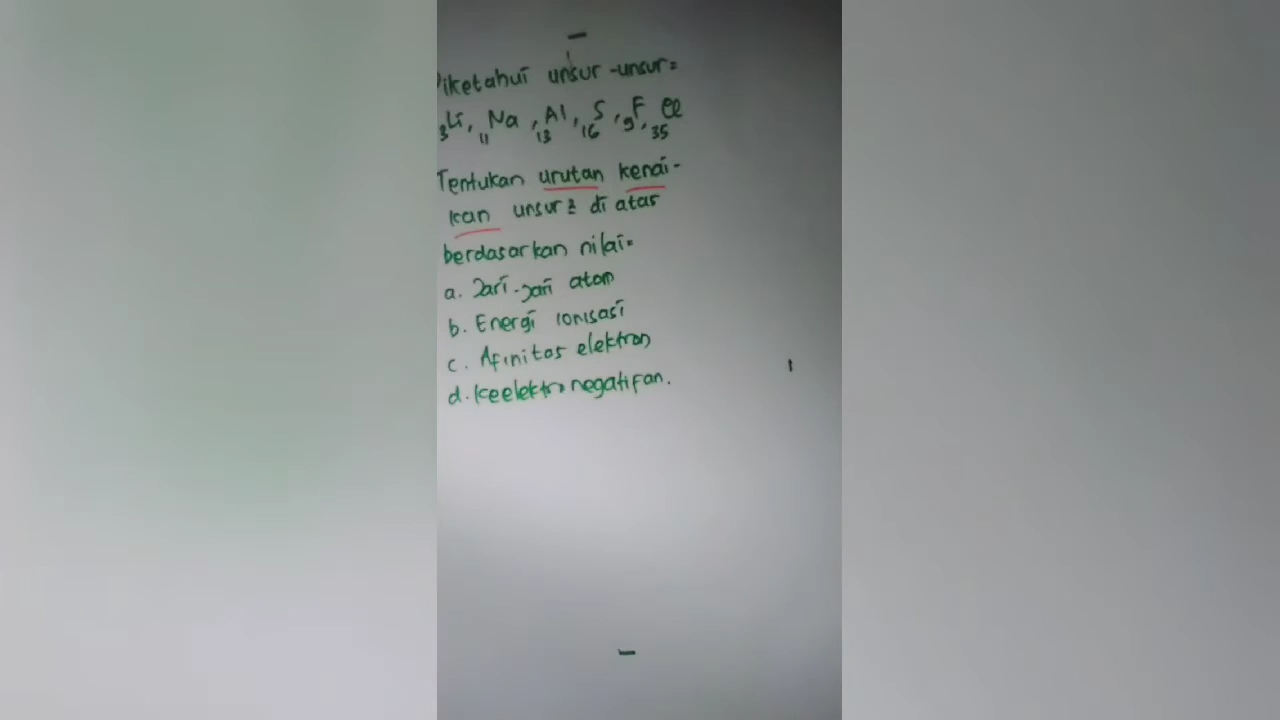 Diketahui unsur-unsur:
3Li, 11Na, 13Al, 16S, 9F, 35Cl
Tentukan urutan kenai-
kan unsur2 di atas
berdasarkan nilai:
a. Jari-jari atom
b. Energi ionisasi
c. Afinitas elektron
d. Keelektronegatifan.